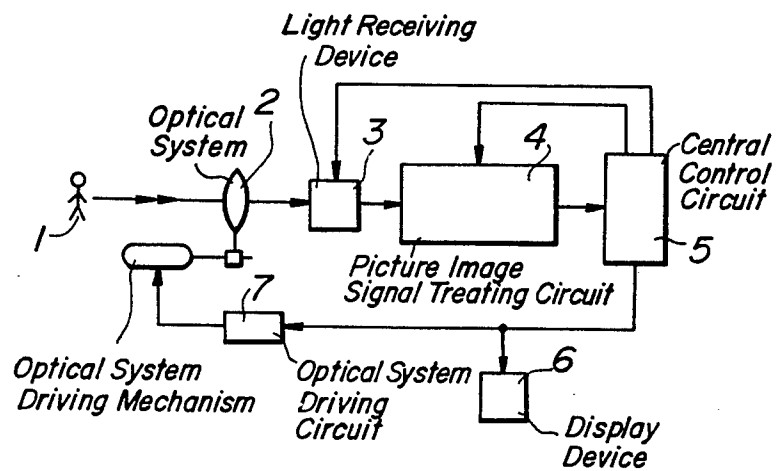 Light Receiving
Device
Optical
System
2
3
4
Central
Control
Circuit
5
1
Picture Image
Signal Treating Circuit
7
Optical System
Driving Mechanism
Optical System
Driving
Circuit
6
Display
Device